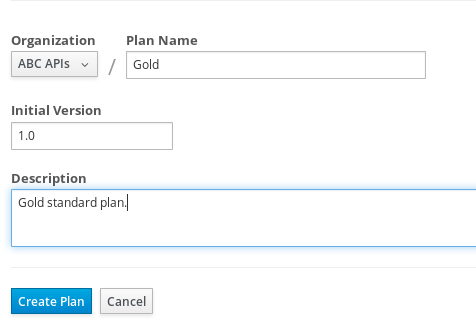 Organization Plan Name
ABC APIs / Gold
Initial Version
1.0
Description
Gold standard plan.
Create Plan Cancel